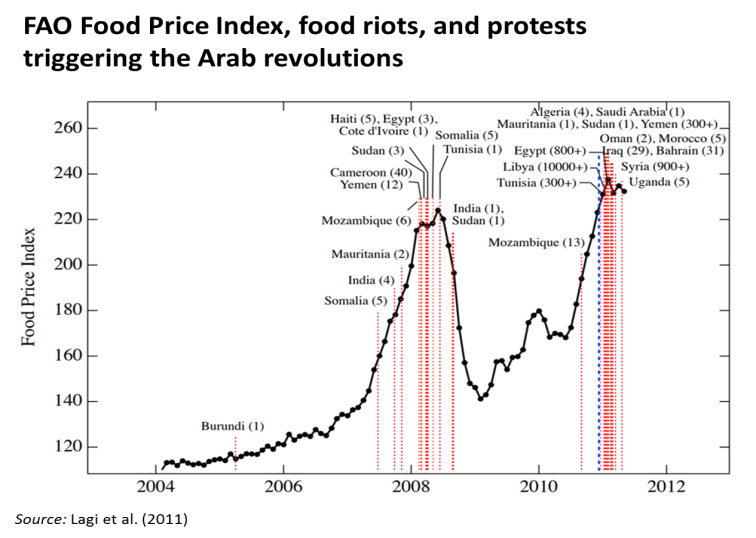 FAO Food Price Index, food riots, and protests
triggering the Arab revolutions
Food Price Index
260
240
220
200
180
160
140
120
2004
2006
2008
2010
2012
Burundi (1)
Somalia (5)
India (4)
Mauritania (2)
Mozambique (6)
Cameroon (40)
Yemen (12)
Sudan (3)
Haiti (5), Egypt (3),
Cote d'Ivoire (1)
Somalia (5)
Tunisia (1)
India (1),
Sudan (1)
Mozambique (13)
Tunisia (300+)
Libya (10000+)
Egypt (800+)
Algeria (4), Saudi Arabia (1)
Mauritania (1), Sudan (1), Yemen (300+)
Oman (2), Morocco (5)
Iraq (29), Bahrain (31)
Syria (900+)
Uganda (5)
Source: Lagi et al. (2011)